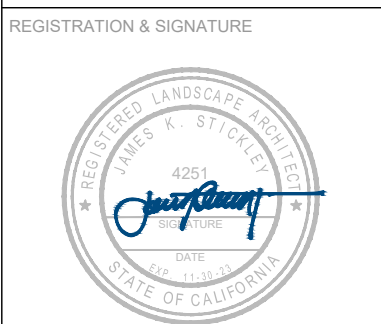 REGISTRATION & SIGNATURE
REGISTERED LANDSCAPE ARCHITECT
JAMES K. STICKLEY
4251
SIGNATURE
DATE
EXP. 11-30-23
STATE OF CALIFORNIA